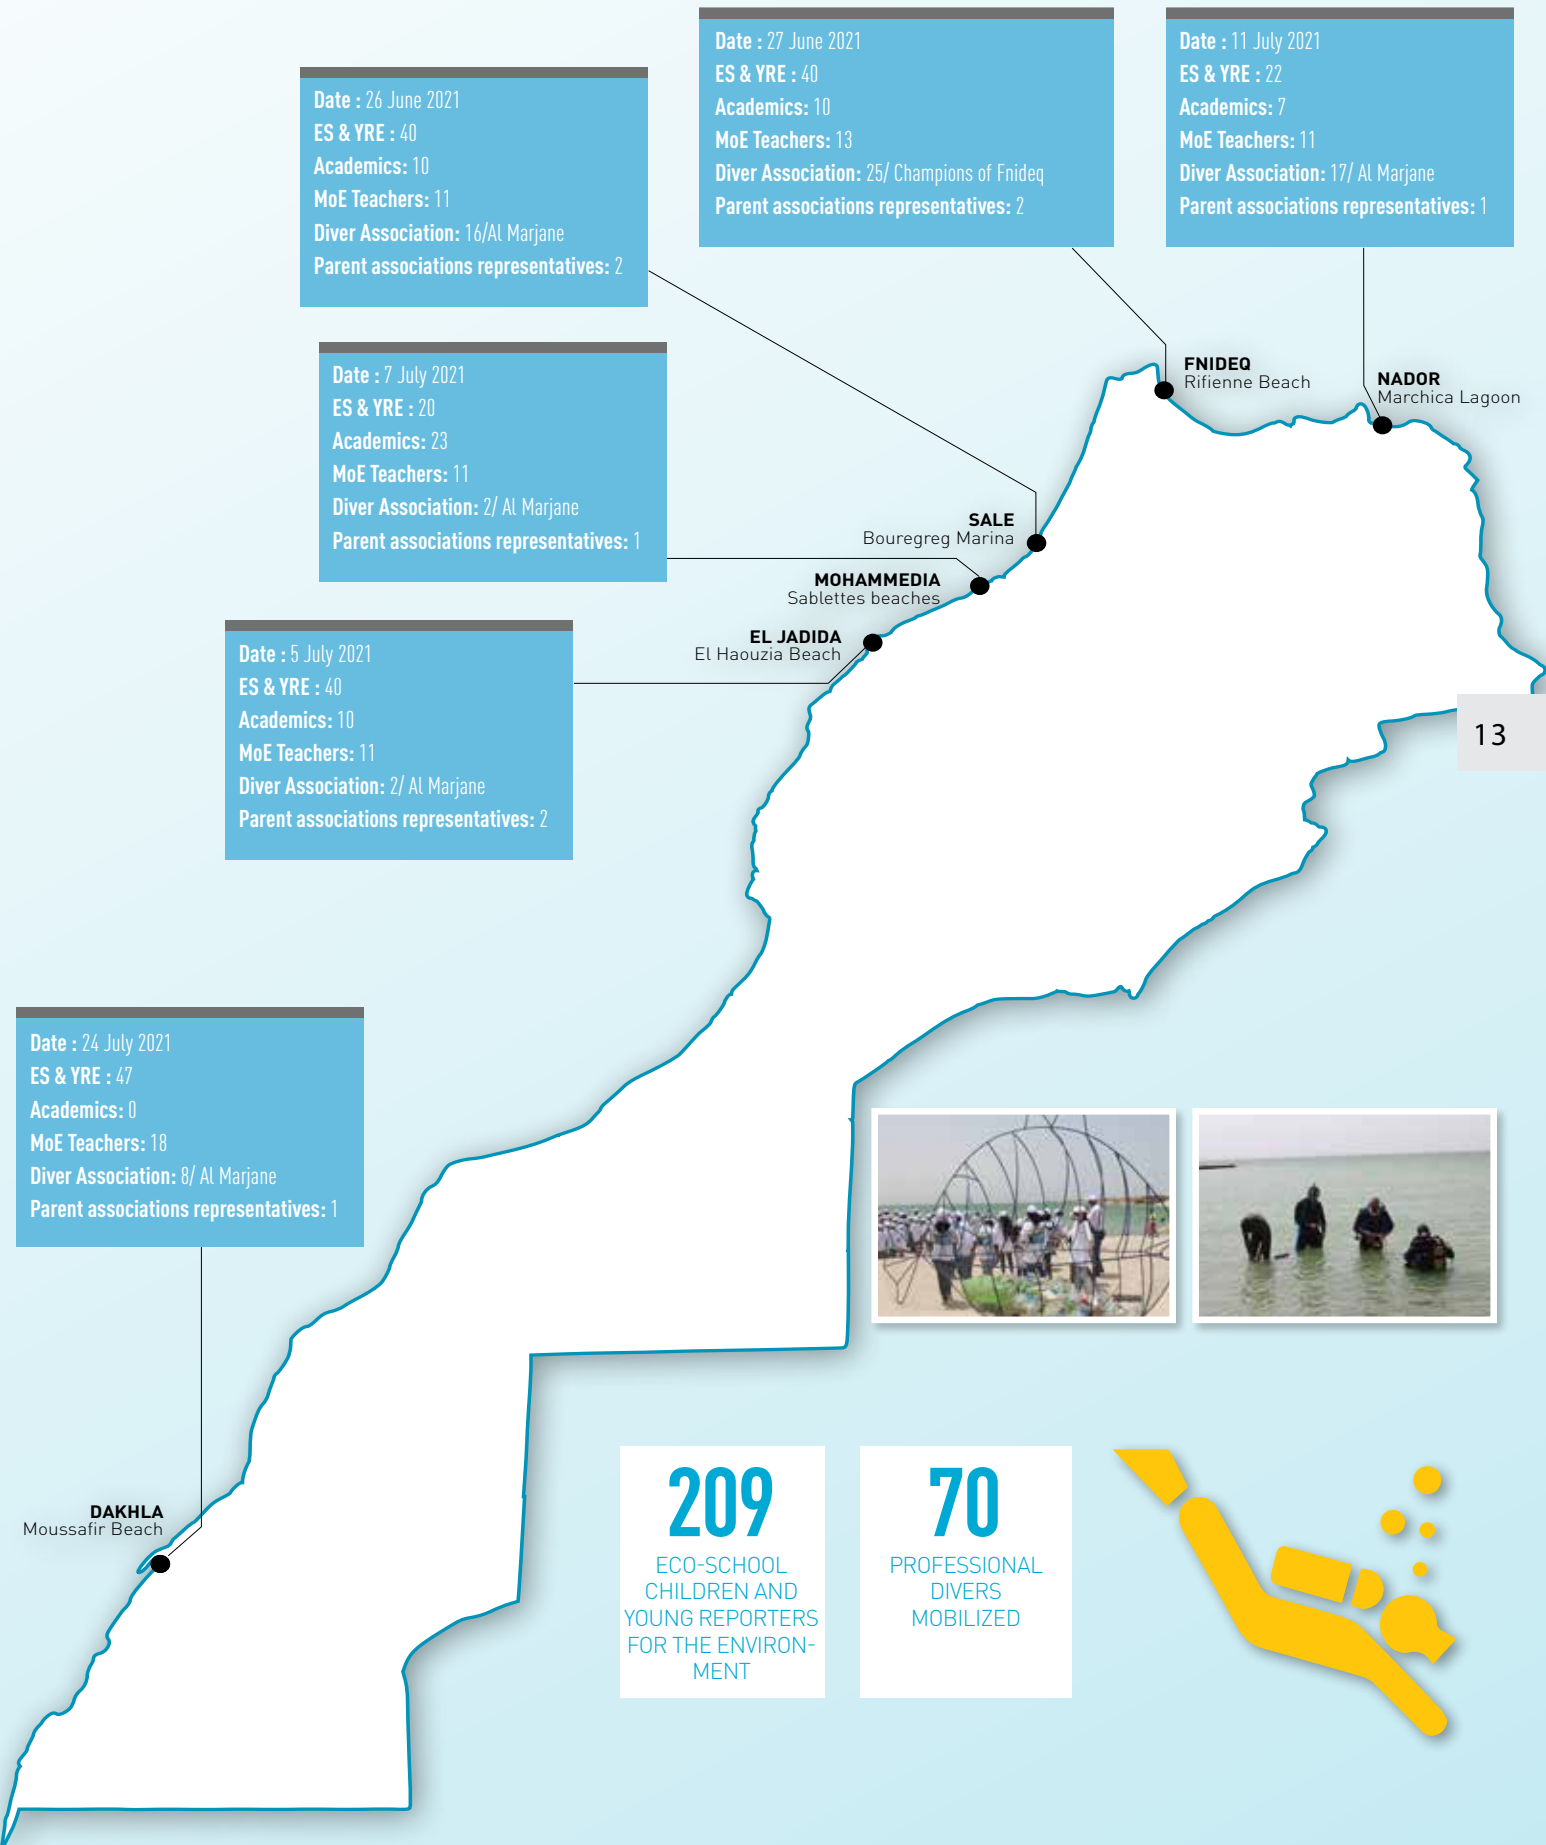 Date : 27 June 2021
ES & YRE : 40
Academics: 10
MoE Teachers: 13
Diver Association: 25/ Champions of Fnideq
Parent associations representatives: 2
Date : 11 July 2021
ES & YRE : 22
Academics: 7
MoE Teachers: 11
Diver Association: 17/ Al Marjane
Parent associations representatives: 1
Date : 26 June 2021
ES & YRE : 40
Academics: 10
MoE Teachers: 11
Diver Association: 16/Al Marjane
Parent associations representatives: 2
Date : 7 July 2021
ES & YRE : 20
Academics: 23
MoE Teachers: 11
Diver Association: 2/ Al Marjane
Parent associations representatives: 1
FNIDEQ
Rifienne Beach
NADOR
Marchica Lagoon
SALE
Bouregreg Marina
MOHAMMEDIA
Sablettes beaches
EL JADIDA
El Haouzia Beach
Date : 5 July 2021
ES & YRE : 40
Academics: 10
MoE Teachers: 11
Diver Association: 2/ Al Marjane
Parent associations representatives: 2
13
Date : 24 July 2021
ES & YRE : 47
Academics: 0
MoE Teachers: 18
Diver Association: 8/ Al Marjane
Parent associations representatives: 1
DAKHLA
Moussafir Beach
209
ECO-SCHOOL
CHILDREN AND
YOUNG REPORTERS
FOR THE ENVIRON-
MENT
70
PROFESSIONAL
DIVERS
MOBILIZED